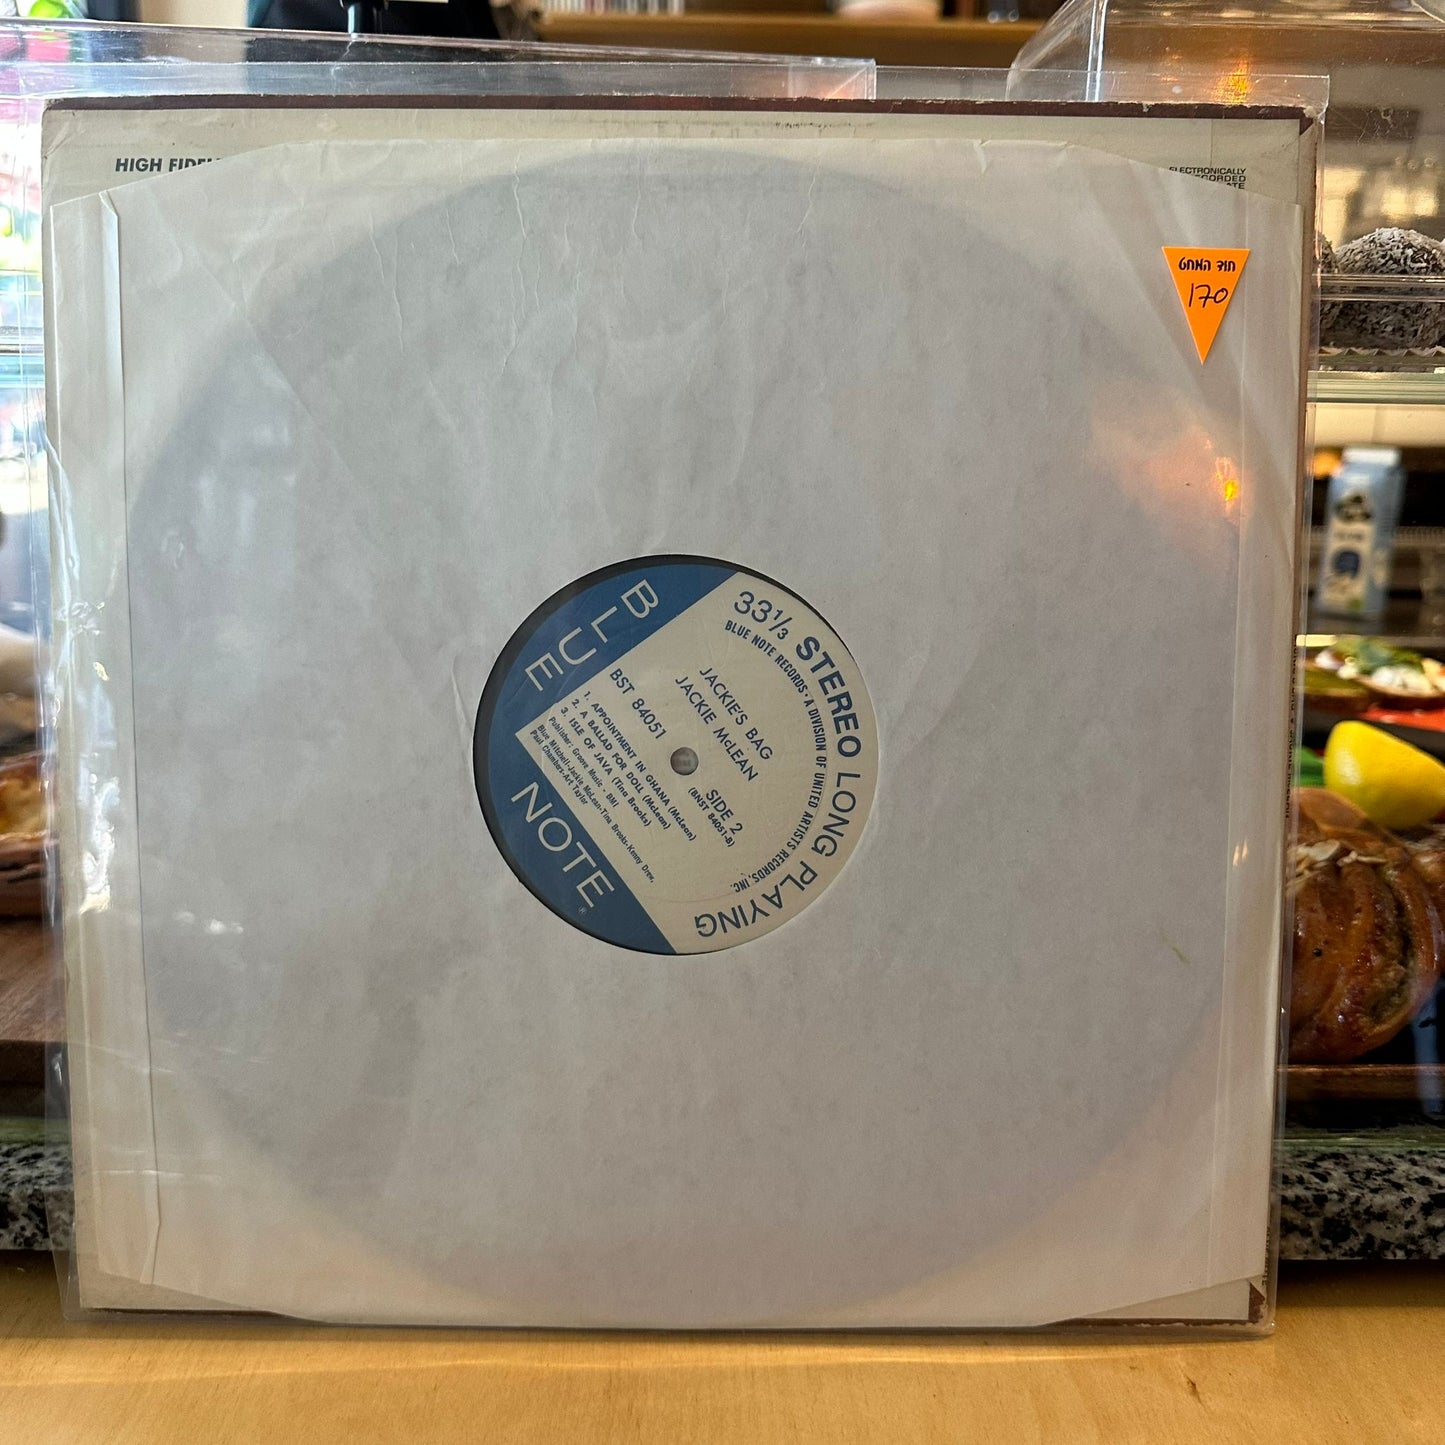 HIGH FIDEL
ELECTRONICALLY
RECORDED
חוד המחט
170
BLUE
NOTE
®
33⅓ STEREO LONG PLAYING
BLUE NOTE RECORDS · A DIVISION OF UNITED ARTISTS RECORDS, INC.
JACKIE'S BAG
JACKIE McLEAN
BST 84051
SIDE 2
(BNST 84051-B)
1. APPOINTMENT IN GHANA (McLean)
2. A BALLAD FOR DOLL (McLean)
3. ISLE OF JAVA (Tina Brooks)
Publisher: Groove Music - BMI
Blue Mitchell-Jackie McLean-Tina Brooks-Kenny Drew,
Paul Chambers-Art Taylor